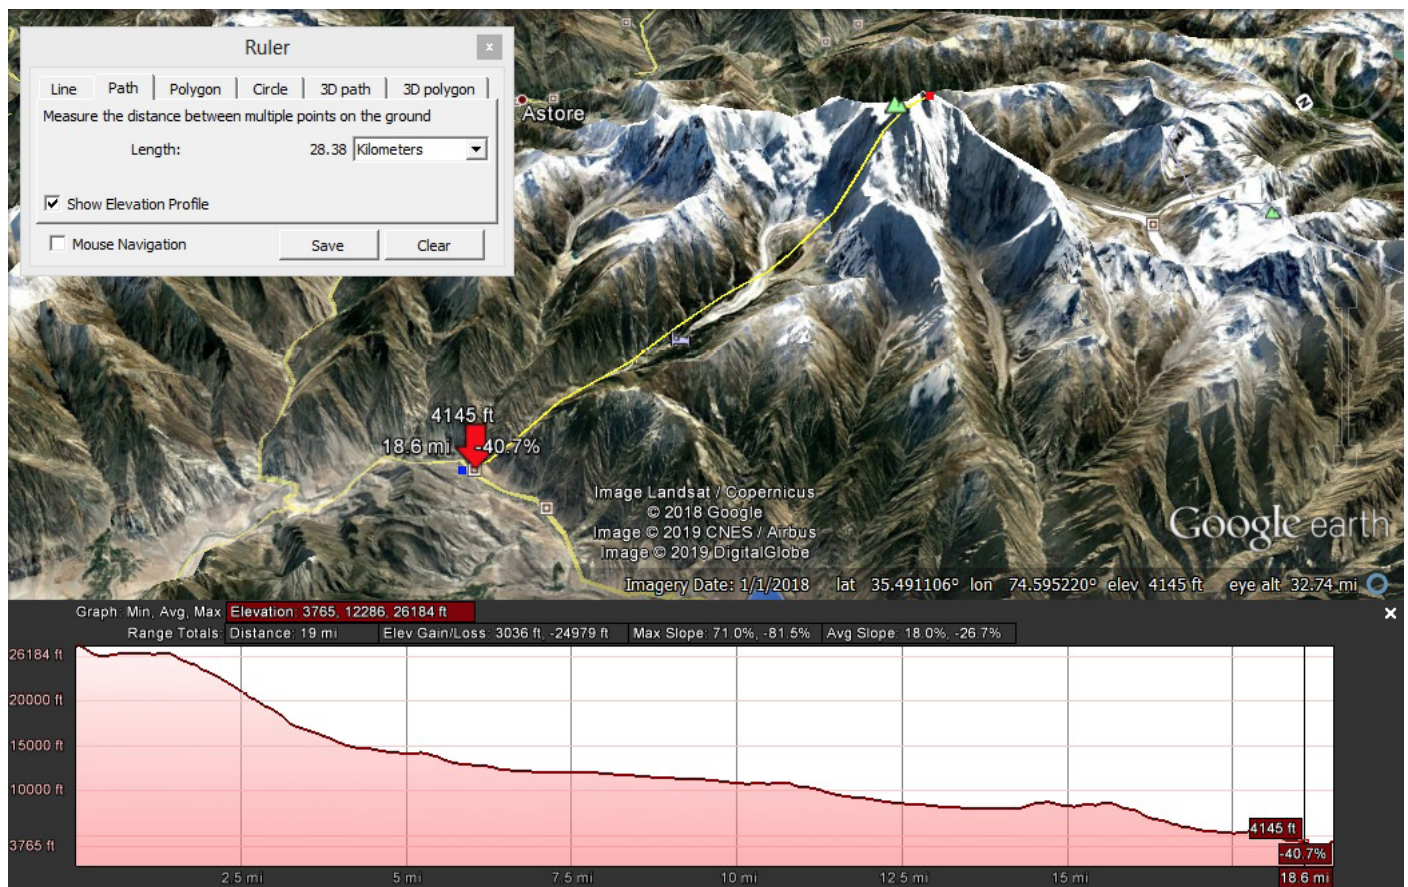 Ruler
x
Line Path Polygon Circle 3D path 3D polygon
Measure the distance between multiple points on the ground
Length: 28.38 Kilometers
Show Elevation Profile
Mouse Navigation Save Clear
Astore
N
4145 ft
18.6 mi -40.7%
Image Landsat / Copernicus
© 2018 Google
Image © 2019 CNES / Airbus
Image © 2019 DigitalGlobe
Google earth
Imagery Date: 1/1/2018 lat 35.491106° lon 74.595220° elev 4145 ft eye alt 32.74 mi
Graph: Min, Avg, Max Elevation: 3765, 12286, 26184 ft
Range Totals: Distance: 19 mi Elev Gain/Loss: 3036 ft, -24979 ft Max Slope: 71.0%, -81.5% Avg Slope: 18.0%, -26.7%
26184 ft
20000 ft
15000 ft
10000 ft
4145 ft
3765 ft
-40.7%
2.5 mi 5 mi 7.5 mi 10 mi 12.5 mi 15 mi 18.6 mi